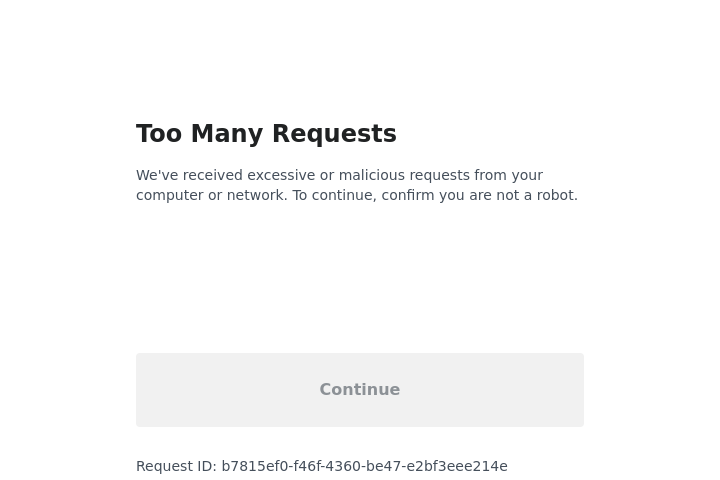 Too Many Requests
We've received excessive or malicious requests from your
computer or network. To continue, confirm you are not a robot.
Continue
Request ID: b7815ef0-f46f-4360-be47-e2bf3eee214e